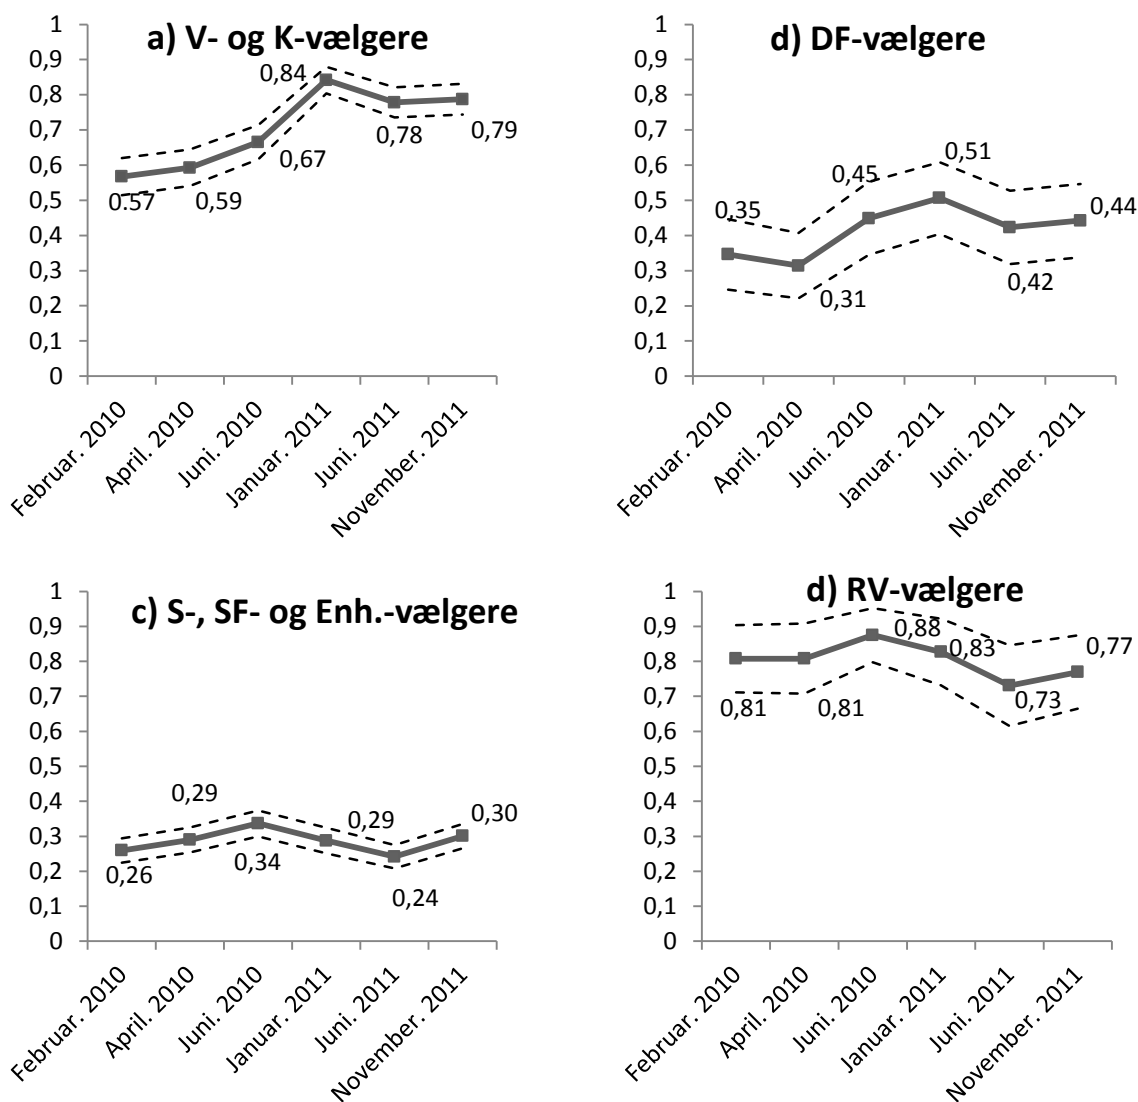 a) V- og K-vælgere
1
0,9
0,8
0,7
0,6
0,5
0,4
0,3
0,2
0,1
0
0.57
0,59
0,67
0,84
0,78
0,79
Februar. 2010
April. 2010
Juni. 2010
Januar. 2011
Juni. 2011
November. 2011
d) DF-vælgere
1
0,9
0,8
0,7
0,6
0,5
0,4
0,3
0,2
0,1
0
0,35
0,31
0,45
0,51
0,42
0,44
Februar. 2010
April. 2010
Juni. 2010
Januar. 2011
Juni. 2011
November. 2011
c) S-, SF- og Enh.-vælgere
1
0,9
0,8
0,7
0,6
0,5
0,4
0,3
0,2
0,1
0
0,26
0,29
0,34
0,29
0,24
0,30
Februar. 2010
April. 2010
Juni. 2010
Januar. 2011
Juni. 2011
November. 2011
d) RV-vælgere
1
0,9
0,8
0,7
0,6
0,5
0,4
0,3
0,2
0,1
0
0,81
0,81
0,88
0,83
0,73
0,77
Februar. 2010
April. 2010
Juni. 2010
Januar. 2011
Juni. 2011
November. 2011